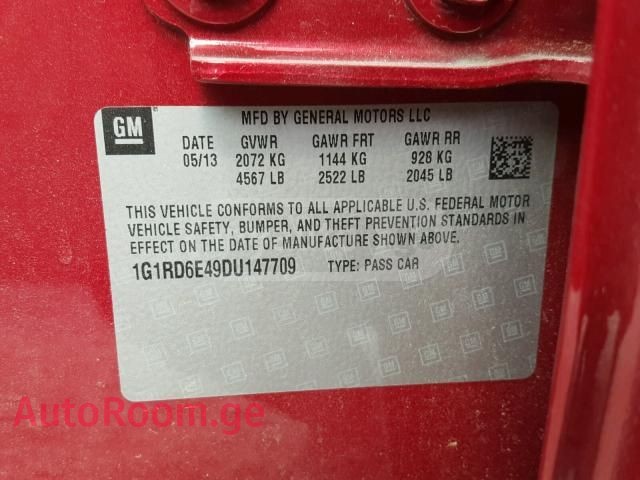 GM
MFD BY GENERAL MOTORS LLC
DATE GVWR GAWR FRT GAWR RR
05/13 2072 KG 1144 KG 928 KG
4567 LB 2522 LB 2045 LB
THIS VEHICLE CONFORMS TO ALL APPLICABLE U.S. FEDERAL MOTOR
VEHICLE SAFETY, BUMPER, AND THEFT PREVENTION STANDARDS IN
EFFECT ON THE DATE OF MANUFACTURE SHOWN ABOVE.
1G1RD6E49DU147709 TYPE: PASS CAR
AutoRoom.ge